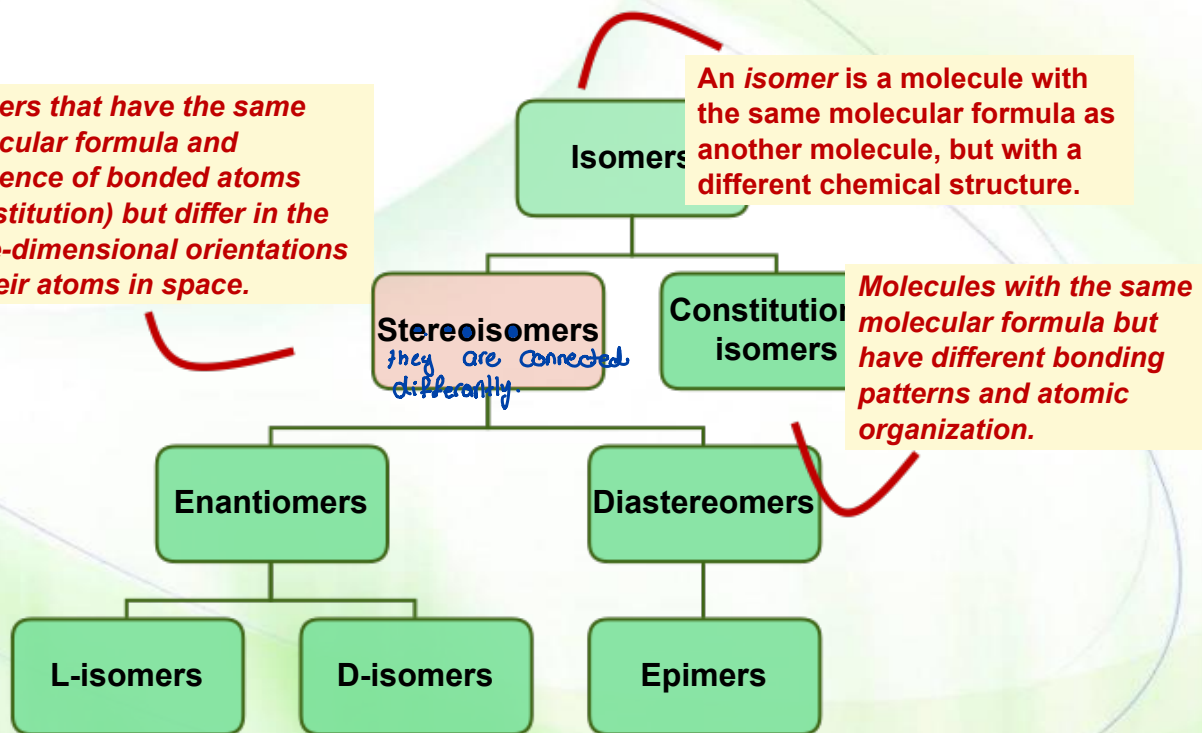 An isomer is a molecule with
the same molecular formula as
another molecule, but with a
different chemical structure.
ers that have the same
cular formula and
ence of bonded atoms
stitution) but differ in the
e-dimensional orientations
eir atoms in space.
Isomers
Stereoisomers
they are connected
differantly.
Constitution
isomers
Molecules with the same
molecular formula but
have different bonding
patterns and atomic
organization.
Enantiomers
Diastereomers
L-isomers
D-isomers
Epimers